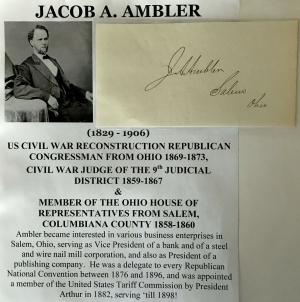 JACOB A. AMBLER
J. A. Ambler
Salem
Ohio
(1829 - 1906)
US CIVIL WAR RECONSTRUCTION REPUBLICAN
CONGRESSMAN FROM OHIO 1869-1873,
CIVIL WAR JUDGE OF THE 9th JUDICIAL
DISTRICT 1859-1867
&
MEMBER OF THE OHIO HOUSE OF
REPRESENTATIVES FROM SALEM,
COLUMBIANA COUNTY 1858-1860
Ambler became interested in various business enterprises in
Salem, Ohio, serving as Vice President of a bank and of a steel
and wire nail mill corporation, and also as President of a
publishing company. He was a delegate to every Republican
National Convention between 1876 and 1896, and was appointed
a member of the United States Tariff Commission by President
Arthur in 1882, serving 'till 1898!